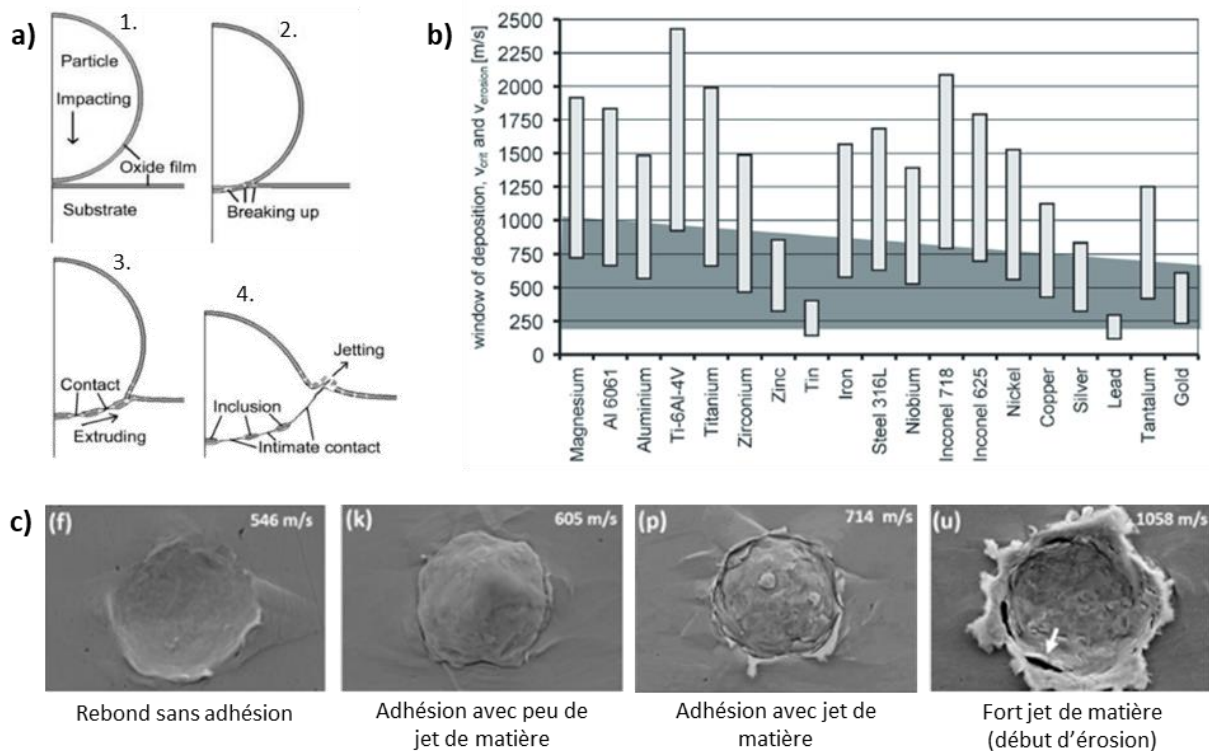 a)
1.
Particle
Impacting
Oxide film
Substrate
2.
Breaking up
3.
Contact
Extruding
4.
Jetting
Inclusion
Intimate contact
b)
window of deposition, v_crit and v_erosion [m/s]
2500
2250
2000
1750
1500
1250
1000
750
500
250
0
Magnesium
Al 6061
Aluminium
Ti-6Al-4V
Titanium
Zirconium
Zinc
Tin
Iron
Steel 316L
Niobium
Inconel 718
Inconel 625
Nickel
Copper
Silver
Lead
Tantalum
Gold
c)
(f) 546 m/s
Rebond sans adhésion
(k) 605 m/s
Adhésion avec peu de
jet de matière
(p) 714 m/s
Adhésion avec jet de
matière
(u) 1058 m/s
Fort jet de matière
(début d'érosion)